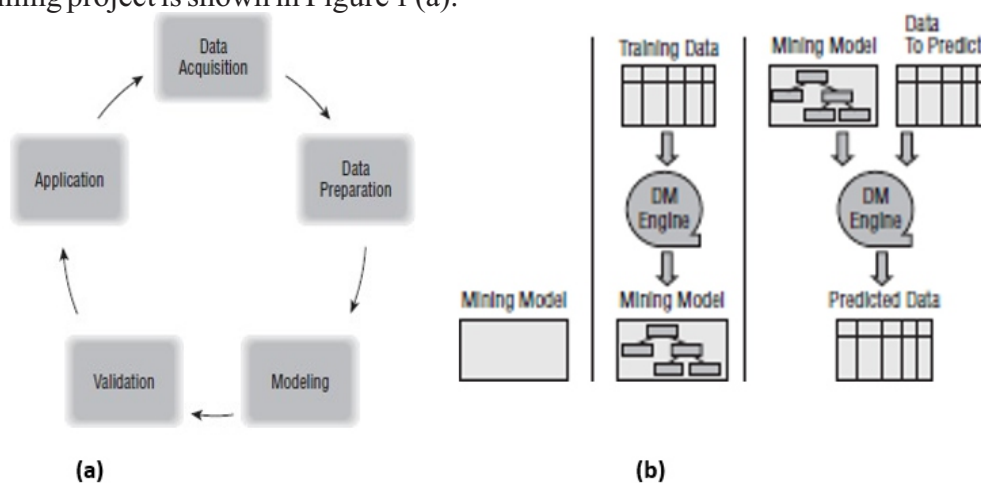 ining project is shown in Figure 1 (a).
Data
Acquisition
Data
Preparation
Modeling
Validation
Application
(a)
Mining Model
Training Data
DM
Engine
Mining Model
Mining Model
Data
To Predict
DM
Engine
Predicted Data
(b)